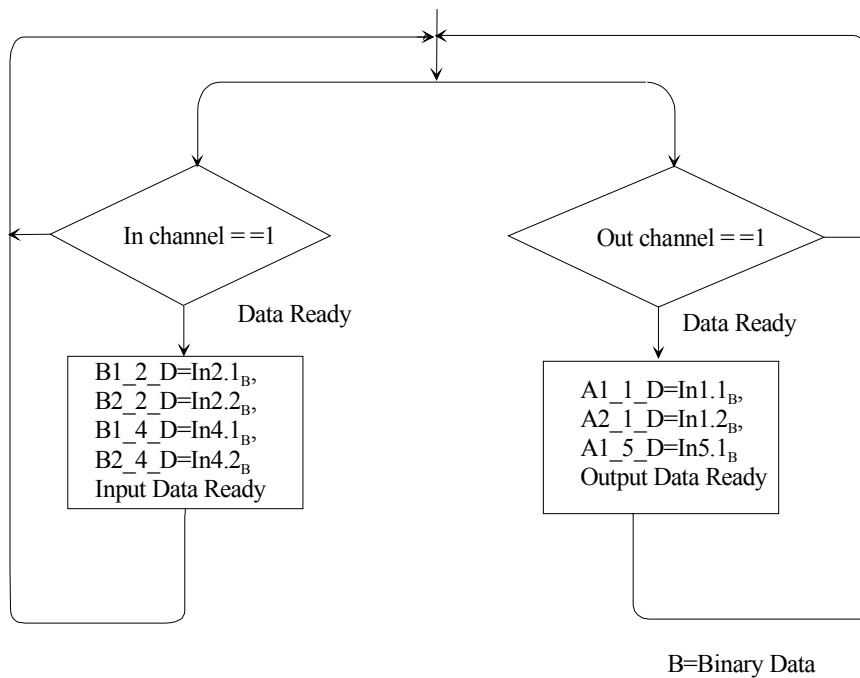 In channel = =1
Out channel ==1
Data Ready
Data Ready
B1_2_D=In2.1B,
B2_2_D=In2.2B,
B1_4_D=In4.1B,
B2_4_D=In4.2B
Input Data Ready
A1_1_D=In1.1B,
A2_1_D=In1.2B,
A1_5_D=In5.1B
Output Data Ready
B=Binary Data